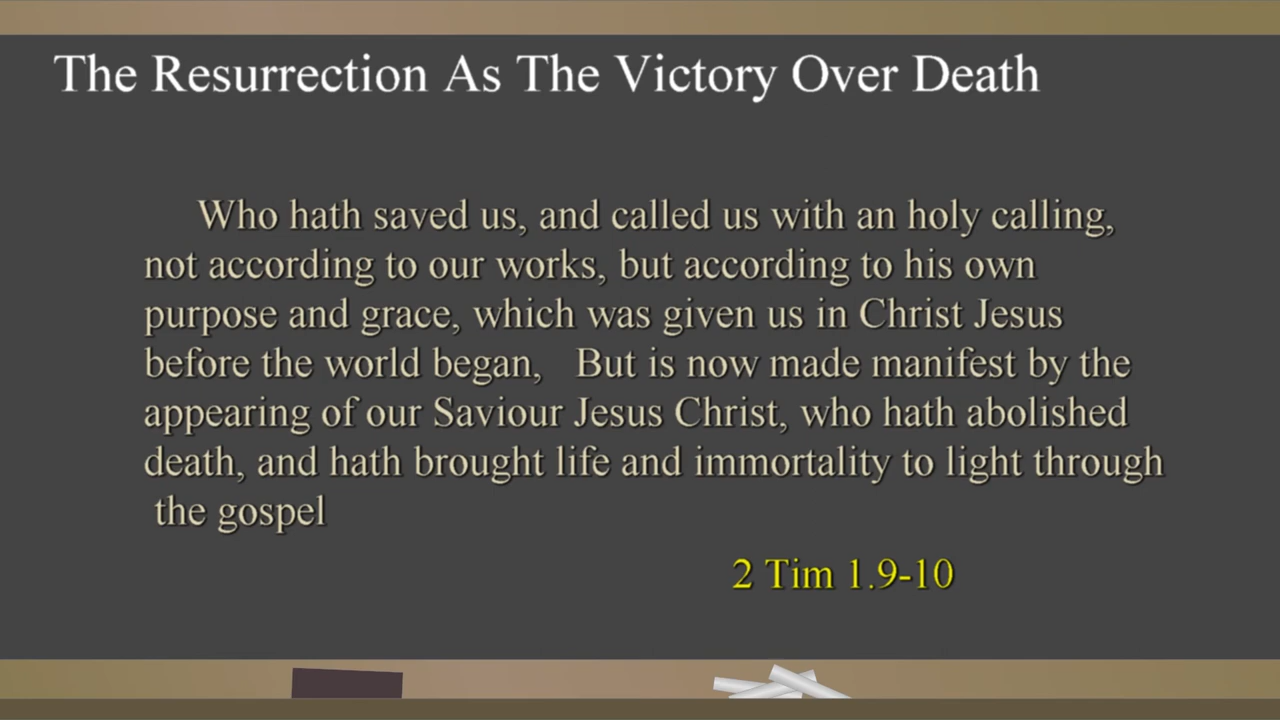 The Resurrection As The Victory Over Death
Who hath saved us, and called us with an holy calling,
not according to our works, but according to his own
purpose and grace, which was given us in Christ Jesus
before the world began,   But is now made manifest by the
appearing of our Saviour Jesus Christ, who hath abolished
death, and hath brought life and immortality to light through
the gospel
2 Tim 1.9-10